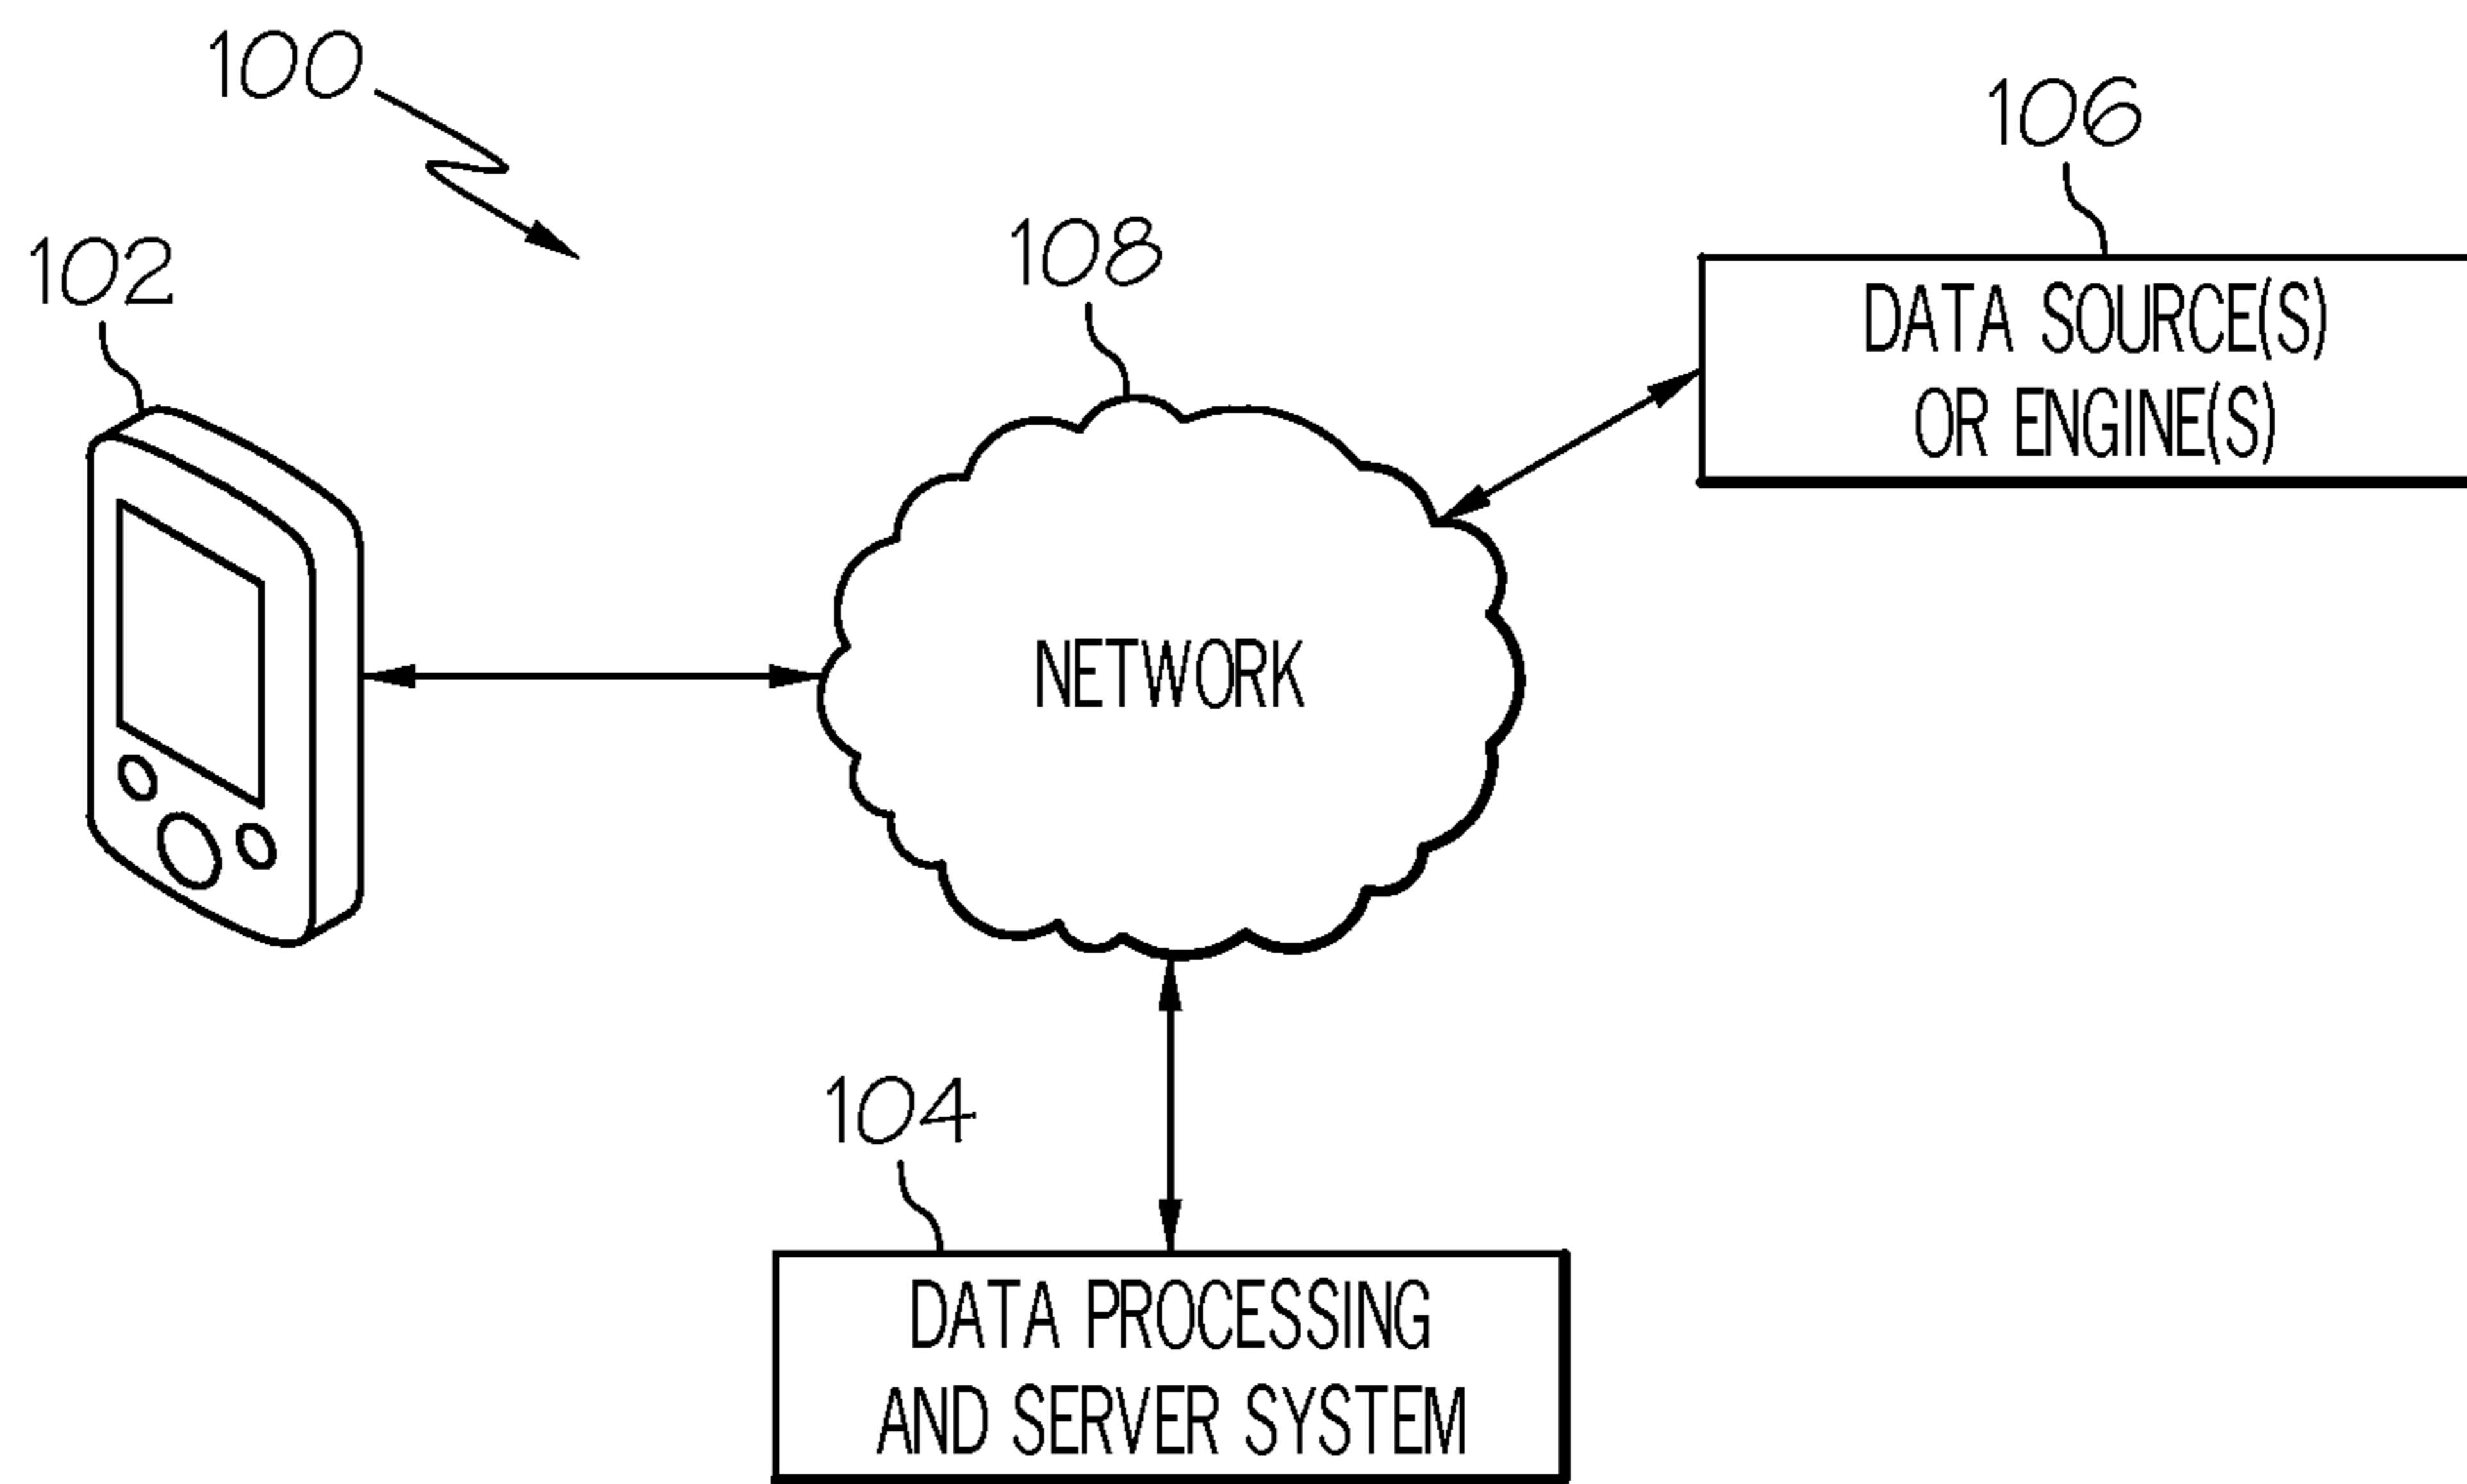 100
106
102
108
DATA SOURCE(S)
OR ENGINE(S)
NETWORK
104
DATA PROCESSING
AND SERVER SYSTEM